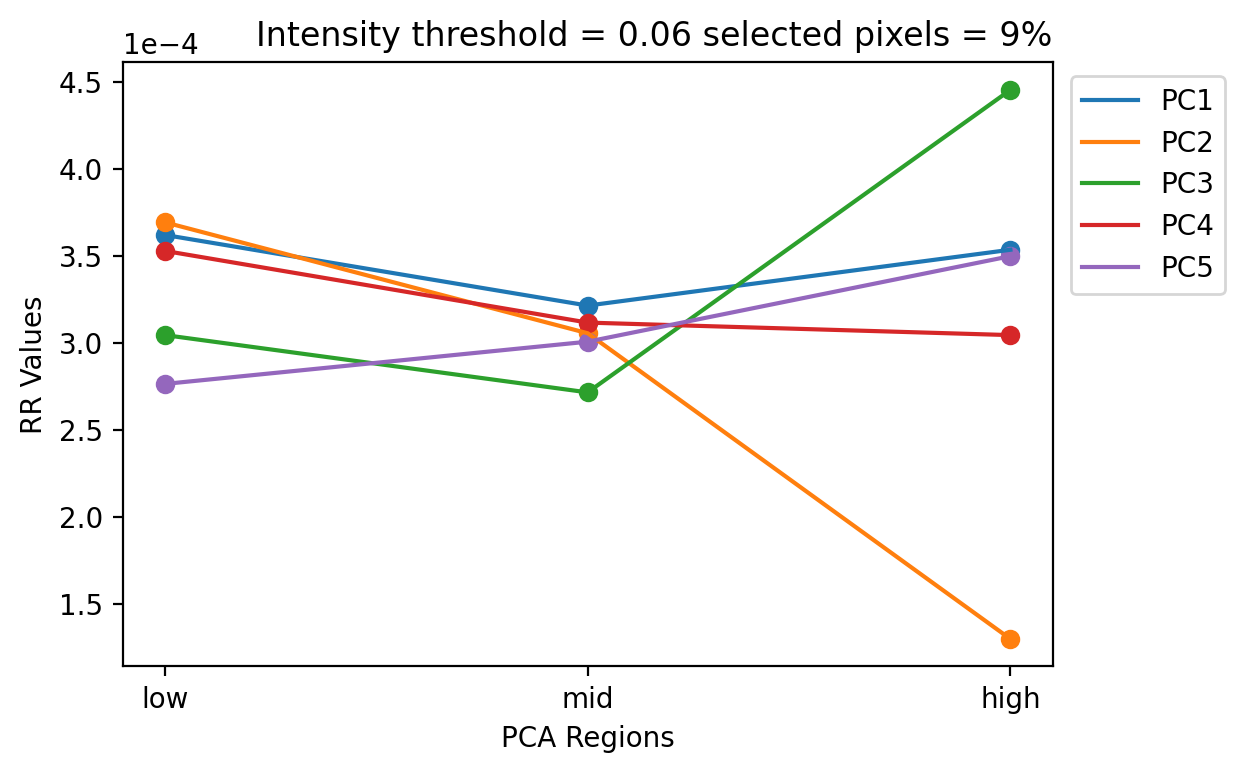 Intensity threshold = 0.06 selected pixels = 9%
1e−4
4.5
4.0
3.5
3.0
2.5
2.0
1.5
RR Values
low
mid
high
PCA Regions
PC1
PC2
PC3
PC4
PC5